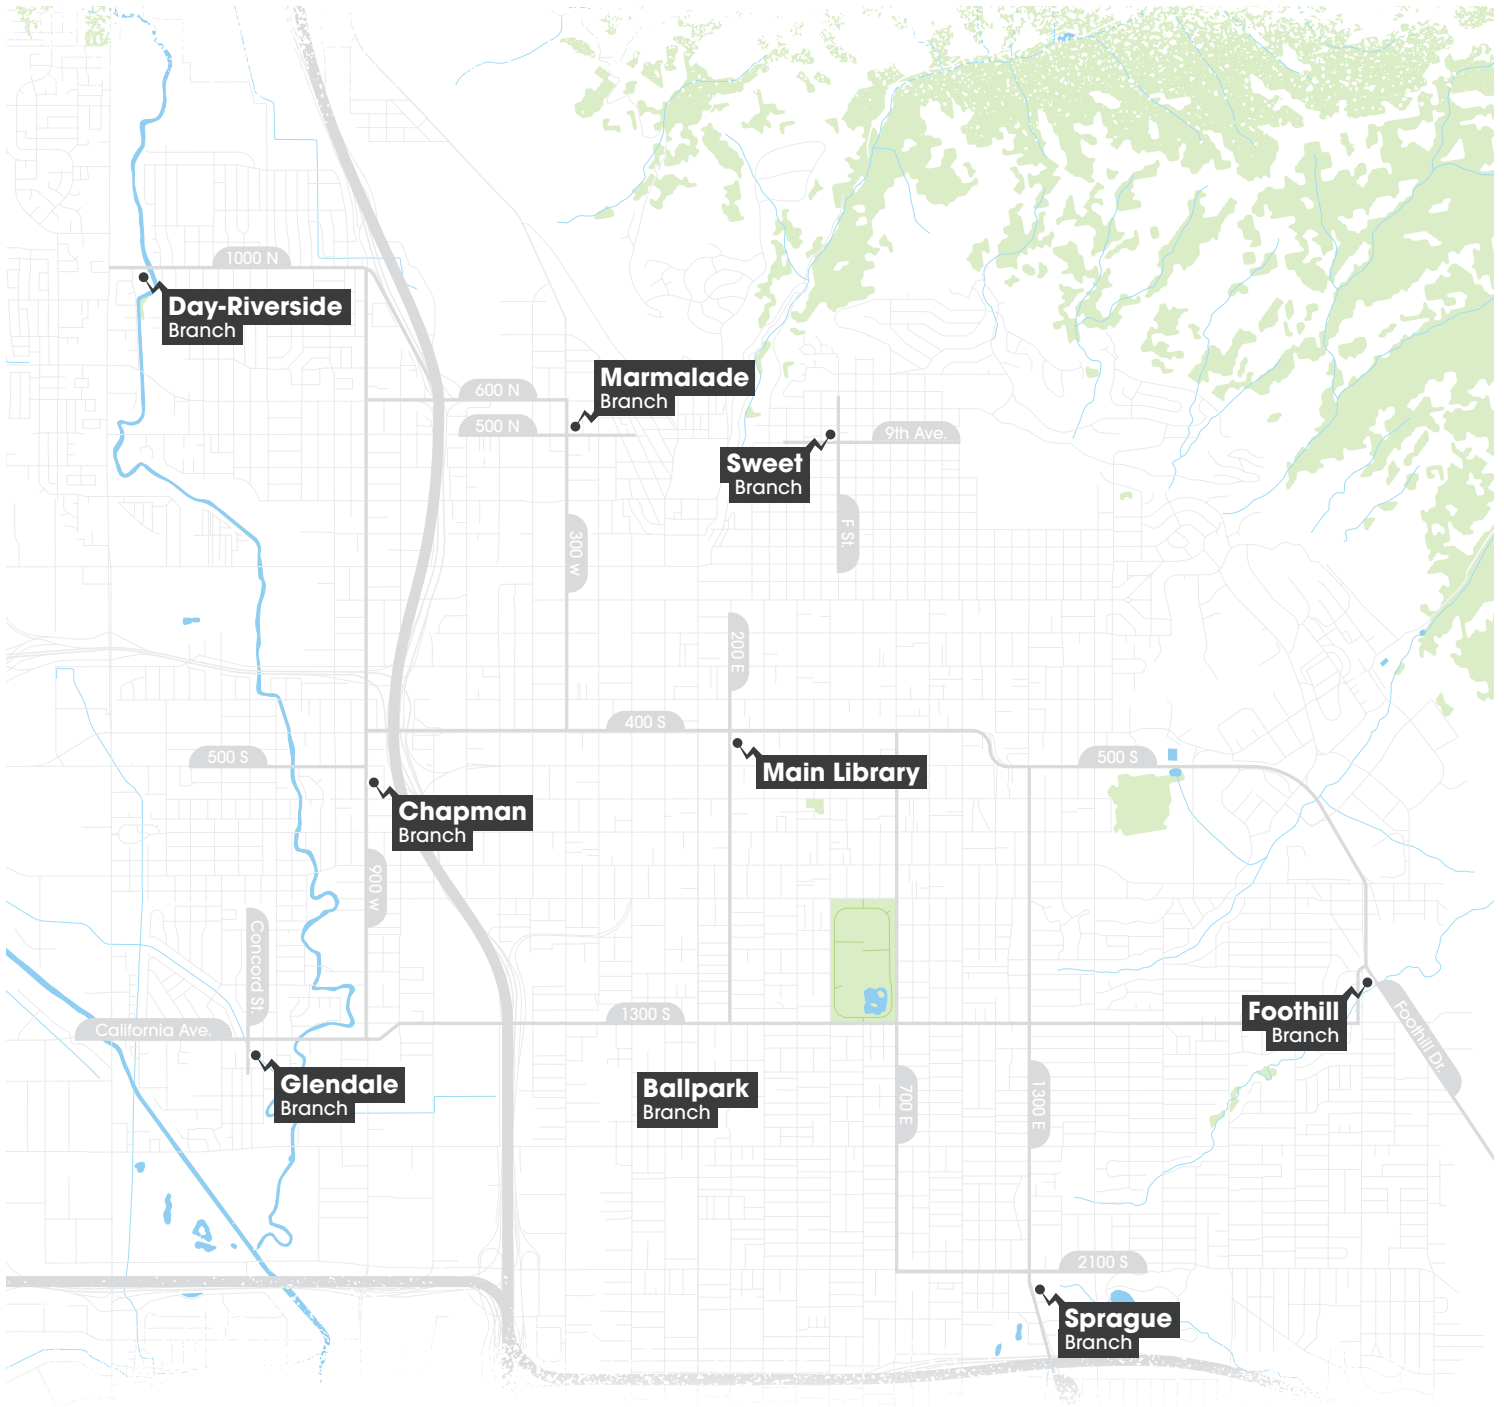 1000 N
Day-Riverside
Branch
Marmalade
Branch
600 N
500 N
9th Ave.
Sweet
Branch
F St.
300 W
200 E
400 S
500 S
500 S
Main Library
Chapman
Branch
900 W
Concord St.
California Ave.
1300 S
Foothill
Branch
Foothill Dr.
Glendale
Branch
Ballpark
Branch
700 E
1300 E
2100 S
Sprague
Branch